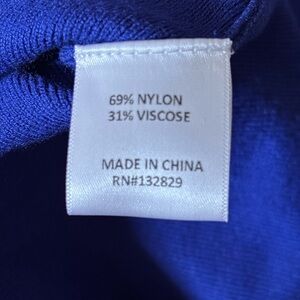 69% NYLON
31% VISCOSE
MADE IN CHINA
RN#132829